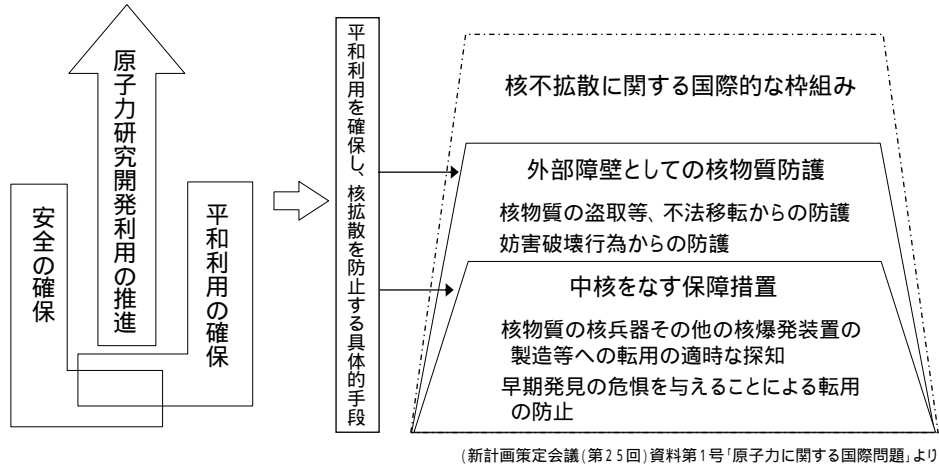 原子力研究開発利用の推進
安全の確保
平和利用の確保
平和利用を確保し、核拡散を防止する具体的手段
核不拡散に関する国際的な枠組み
外部障壁としての核物質防護
核物質の盗取等、不法移転からの防護
妨害破壊行為からの防護
中核をなす保障措置
核物質の核兵器その他の核爆発装置の
製造等への転用の適時な探知
早期発見の危惧を与えることによる転用
の防止
(新計画策定会議(第25回)資料第1号「原子力に関する国際問題」より